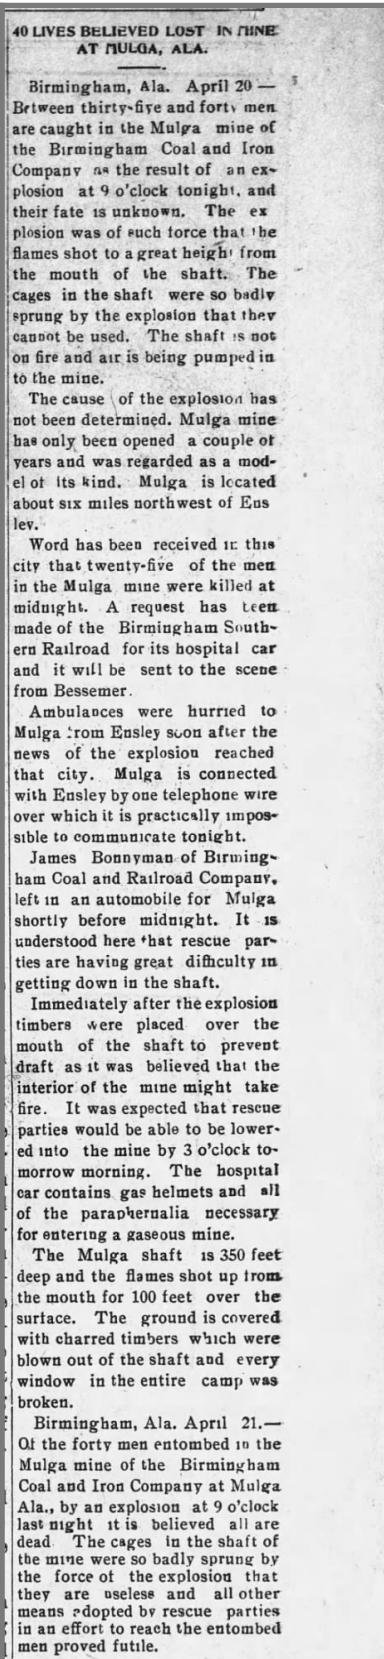 40 LIVES BELIEVED LOST IN MINE
AT MULGA, ALA.
Birmingham, Ala. April 20 —
Between thirty-five and forty men
are caught in the Mulga mine of
the Birmingham Coal and Iron
Company as the result of an ex-
plosion at 9 o'clock tonight, and
their fate is unknown. The ex
plosion was of such force that the
flames shot to a great height from
the mouth of the shaft. The
cages in the shaft were so badly
sprung by the explosion that they
cannot be used. The shaft is not
on fire and air is being pumped in
to the mine.
The cause of the explosion has
not been determined. Mulga mine
has only been opened a couple of
years and was regarded as a mod-
el of its kind. Mulga is located
about six miles northwest of Ens
ley.
Word has been received in this
city that twenty-five of the men
in the Mulga mine were killed at
midnight. A request has been
made of the Birmingham South-
ern Railroad for its hospital car
and it will be sent to the scene
from Bessemer.
Ambulances were hurried to
Mulga from Ensley soon after the
news of the explosion reached
that city. Mulga is connected
with Ensley by one telephone wire
over which it is practically impos-
sible to communicate tonight.
James Bonnyman of Birming-
ham Coal and Railroad Company,
left in an automobile for Mulga
shortly before midnight. It is
understood here that rescue par-
ties are having great difficulty in
getting down in the shaft.
Immediately after the explosion
timbers were placed over the
mouth of the shaft to prevent
draft as it was believed that the
interior of the mine might take
fire. It was expected that rescue
parties would be able to be lower-
ed into the mine by 3 o'clock to-
morrow morning. The hospital
car contains gas helmets and all
of the paraphernalia necessary
for entering a gaseous mine.
The Mulga shaft is 350 feet
deep and the flames shot up from
the mouth for 100 feet over the
surface. The ground is covered
with charred timbers which were
blown out of the shaft and every
window in the entire camp was
broken.
Birmingham, Ala. April 21.—
Of the forty men entombed in the
Mulga mine of the Birmingham
Coal and Iron Company at Mulga
Ala., by an explosion at 9 o'clock
last night it is believed all are
dead. The cages in the shaft of
the mine were so badly sprung by
the force of the explosion that
they are useless and all other
means adopted by rescue parties
in an effort to reach the entombed
men proved futile.